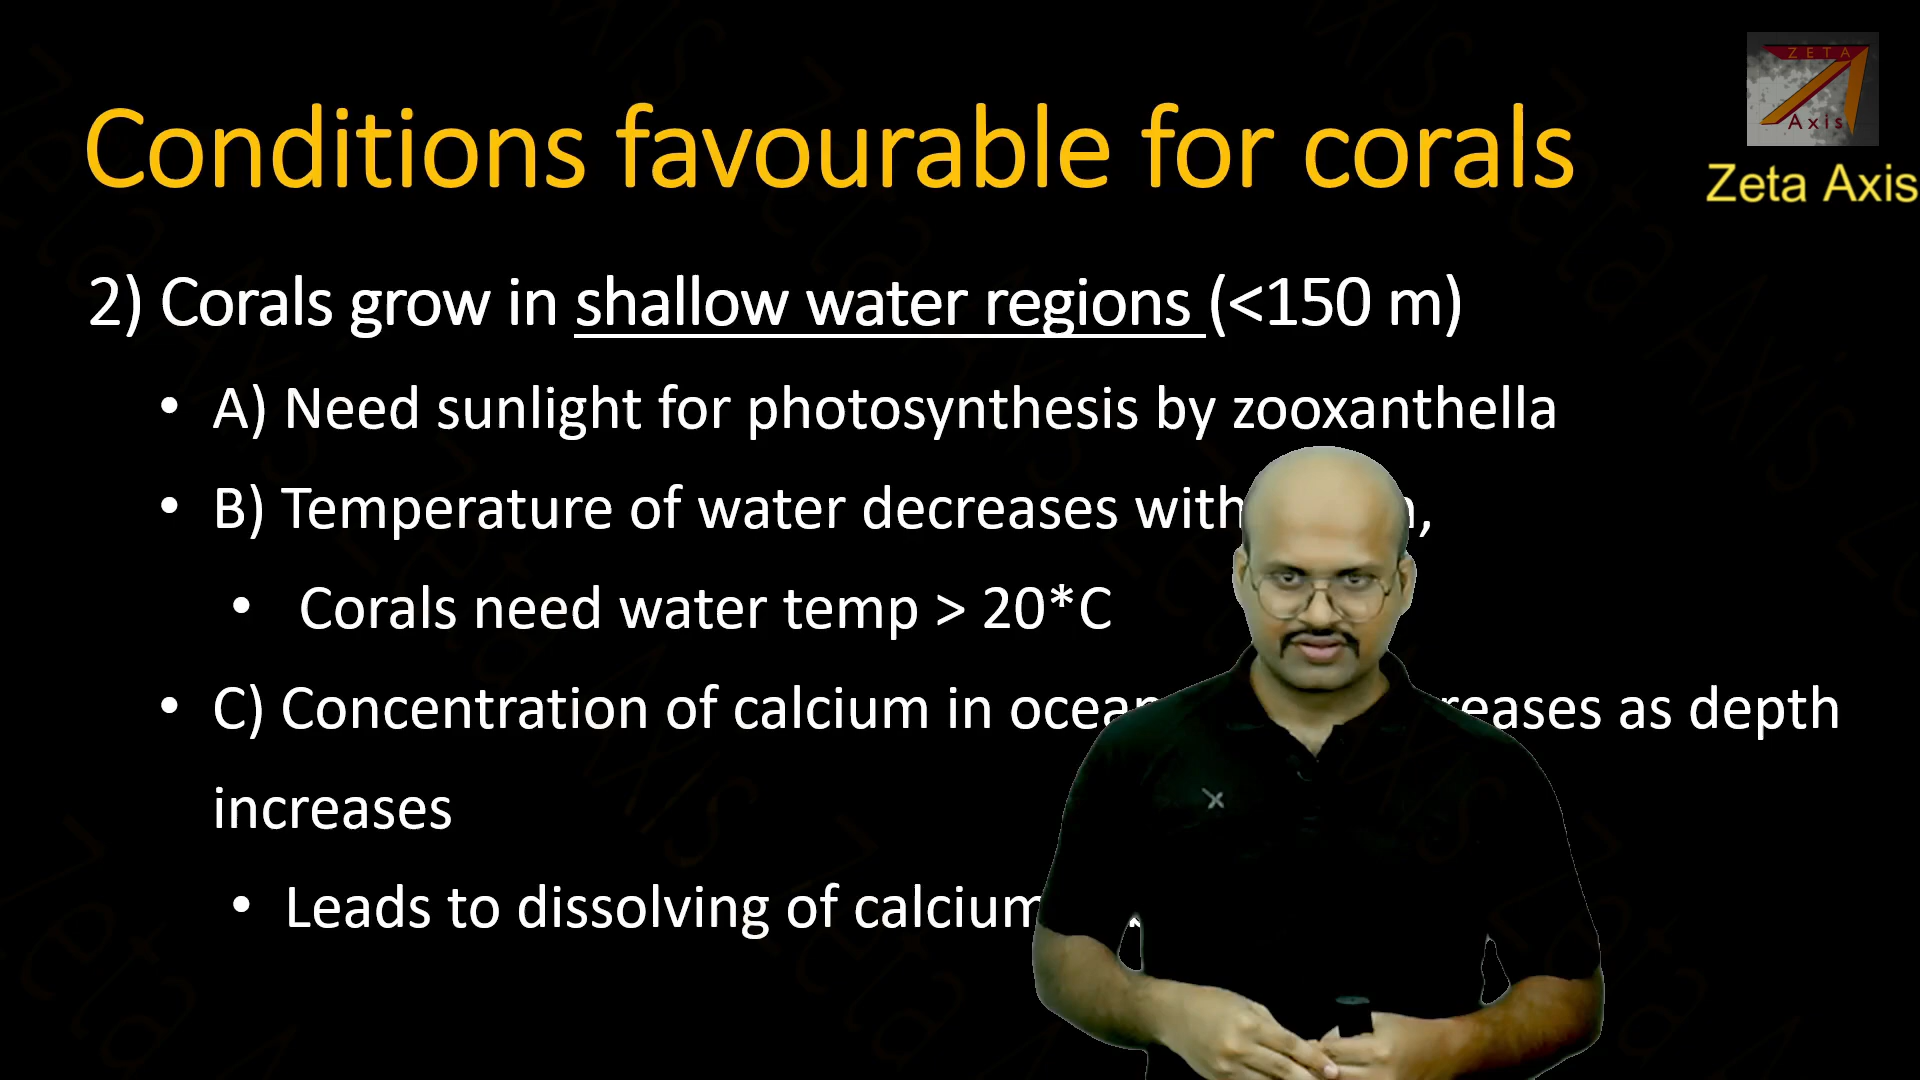 ZETA
Axis
Zeta Axis
Conditions favourable for corals
2) Corals grow in shallow water regions (<150 m)
• A) Need sunlight for photosynthesis by zooxanthella
• B) Temperature of water decreases with
• Corals need water temp > 20*C
• C) Concentration of calcium in as depth
increases
• Leads to dissolving of calcium